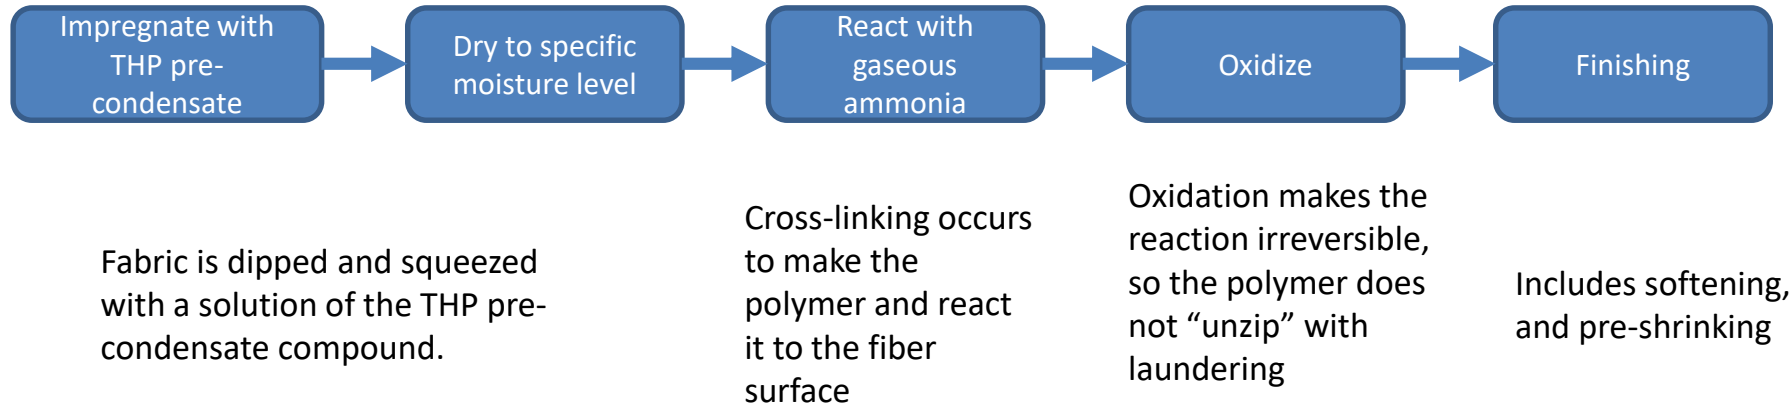 Impregnate with
THP pre-
condensate
Dry to specific
moisture level
React with
gaseous
ammonia
Oxidize
Finishing
Fabric is dipped and squeezed
with a solution of the THP pre-
condensate compound.
Cross-linking occurs
to make the
polymer and react
it to the fiber
surface
Oxidation makes the
reaction irreversible,
so the polymer does
not “unzip” with
laundering
Includes softening,
and pre-shrinking